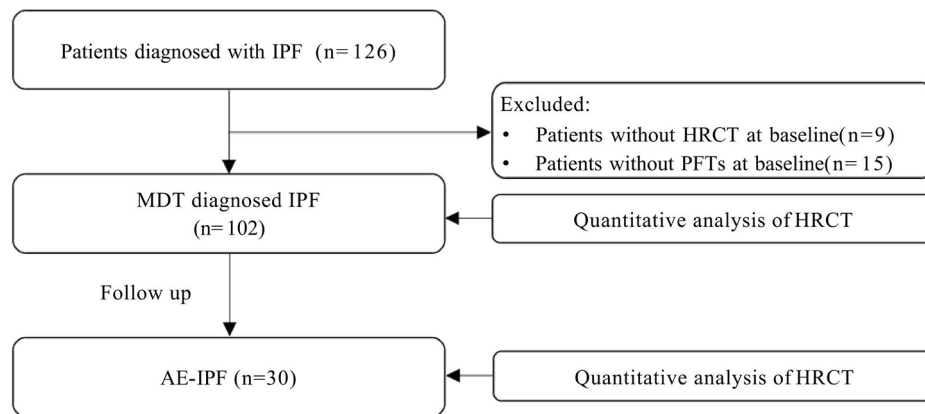 Patients diagnosed with IPF (n=126)
Excluded:
• Patients without HRCT at baseline(n=9)
• Patients without PFTs at baseline(n=15)
MDT diagnosed IPF
(n=102)
Quantitative analysis of HRCT
Follow up
AE-IPF (n=30)
Quantitative analysis of HRCT